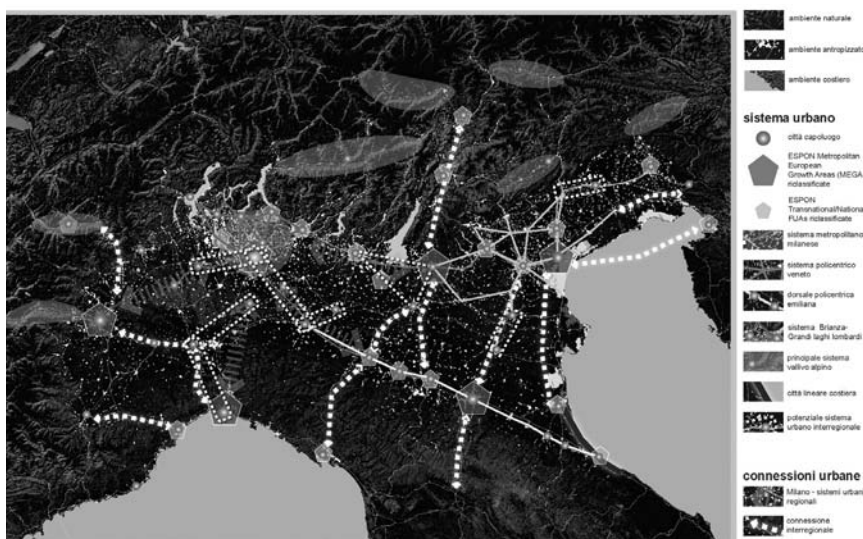 ambiente naturale
ambiente antropizzato
ambiente costiero
sistema urbano
città capoluogo
ESPON Metropolitan
European
Growth Areas (MEGA
riclassificate
ESPON
Transnational/Nationa
FUAs riclassificate
sistema metropolitano
milanese
sistema policentrico
veneto
dorsale policentrica
emiliana
sistema Brianza-
Grandi laghi lombardi
principale sistema
vallivo alpino
città lineare costiera
potenziale sistema
urbano interregionale
connessioni urbane
Milano - sistemi urban
regionali
connessione
interregionale